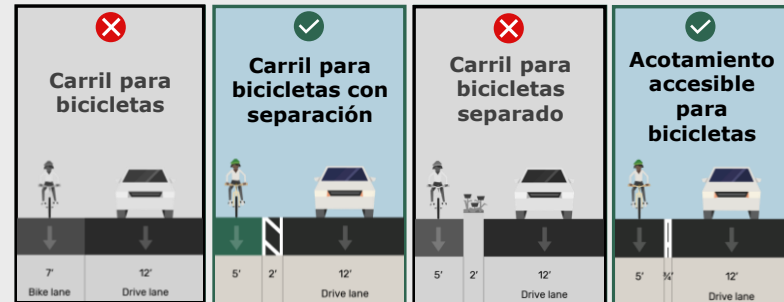 Carril para
bicicletas
7'
12'
Bike lane
Drive lane
Carril para
bicicletas con
separación
5'
2'
12'
Drive lane
Carril para
bicicletas
separado
5'
2'
12'
Drive lane
Acotamiento
accesible
para
bicicletas
5'
12'
Drive lane